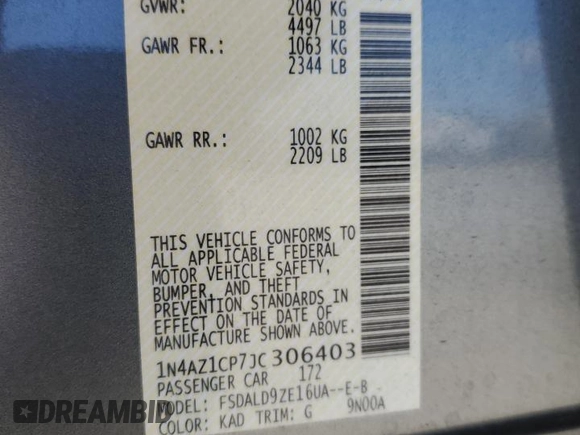 GVWR: 2040 KG
4497 LB
GAWR FR.: 1063 KG
2344 LB
GAWR RR.: 1002 KG
2209 LB
THIS VEHICLE CONFORMS TO
ALL APPLICABLE FEDERAL
MOTOR VEHICLE SAFETY,
BUMPER, AND THEFT
PREVENTION STANDARDS IN
EFFECT ON THE DATE OF
MANUFACTURE SHOWN ABOVE.
1N4AZ1CP7JC306403
PASSENGER CAR 172
MODEL: FSDALD9ZE16UA--E-B
COLOR: KAD TRIM: G 9N00A
DREAMBID